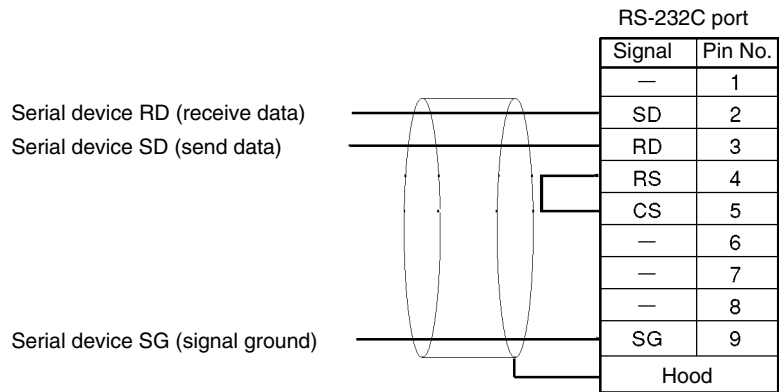 RS-232C port
Signal Pin No.
— 1
Serial device RD (receive data) SD 2
Serial device SD (send data) RD 3
RS 4
CS 5
— 6
— 7
— 8
Serial device SG (signal ground) SG 9
Hood